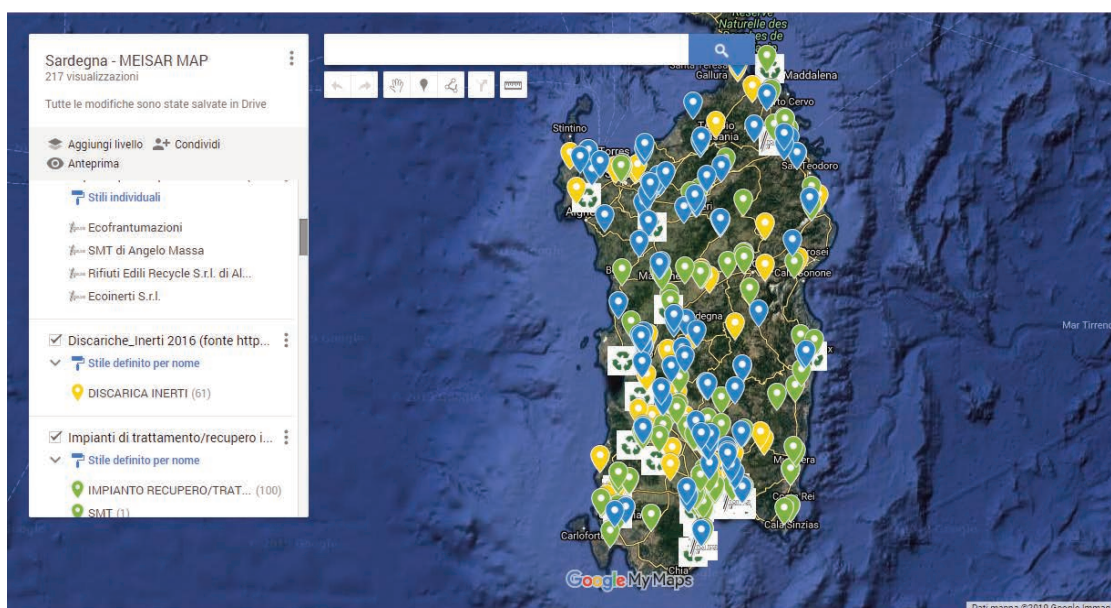 Sardegna - MEISAR MAP
217 visualizzazioni
Tutte le modifiche sono state salvate in Drive
Aggiungi livello Condividi
Anteprima
Stili individuali
Ecofrantumazioni
SMT di Angelo Massa
Rifiuti Edili Recycle S.r.l. di Al...
Ecoinerti S.r.l.
Discariche_Inerti 2016 (fonte http...
Stile definito per nome
DISCARICA INERTI (61)
Impianti di trattamento/recupero i...
Stile definito per nome
IMPIANTO RECUPERO/TRAT... (100)
SMT (1)
Naturelles des
Gallura
Maddalena
Stintino
Mar Tirreno
Cala Sinzias
Carloforte
Chia
Google My Maps